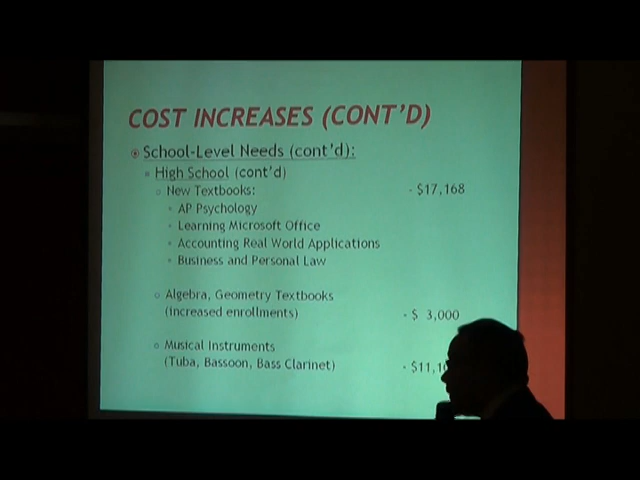 COST INCREASES (CONT'D)
School-Level Needs (cont'd):
High School (cont'd)
New Textbooks: - $17,168
AP Psychology
Learning Microsoft Office
Accounting Real World Applications
Business and Personal Law
Algebra, Geometry Textbooks
(increased enrollments) - $ 3,000
Musical Instruments
(Tuba, Bassoon, Bass Clarinet) -